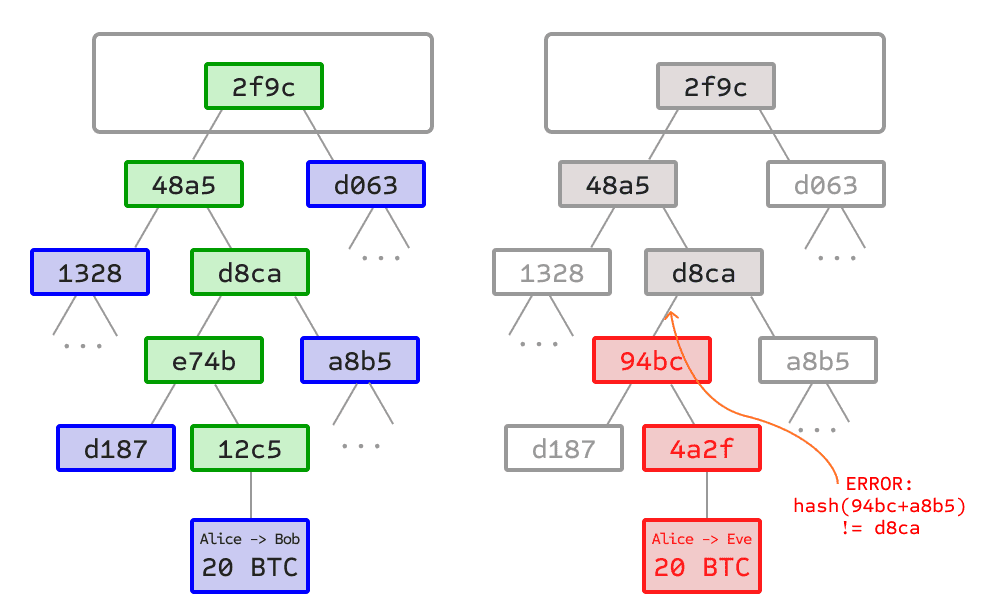 2f9c
48a5
d063
1328
d8ca
...
e74b
a8b5
...
d187
12c5
...
Alice -> Bob
20 BTC
2f9c
48a5
d063
1328
d8ca
...
94bc
a8b5
...
d187
4a2f
...
ERROR:
hash(94bc+a8b5)
!= d8ca
Alice -> Eve
20 BTC